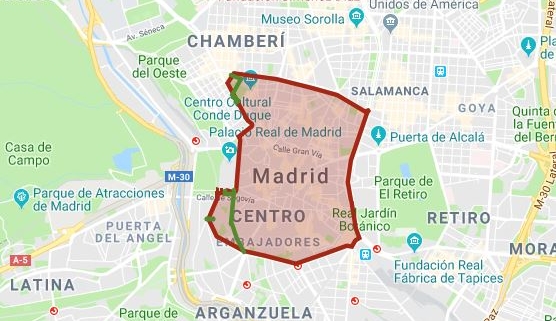 Museo Sorolla
Instituto Valencia de
América
CHAMBERÍ
Av. Séneca
Parque
del Oeste
SALAMANCA
GOYA
Centro Cultural
Conde Duque
Quinta
la Fuente
del Ber
Palacio Real de Madrid
Puerta de Alcalá
Calle Gran Vía
Casa de
Campo
M-30
Madrid
Parque de
El Retiro
Parque de Atracciones
de Madrid
Calle de Segovia
CENTRO
Real Jardín
Botánico
RETIRO
M-30 Lateral
PUERTA
DEL ANGEL
EMBAJADORES
MORA
A-5
Fundación Real
Fábrica de Tapices
LATINA
ARGANZUELA
Parque de